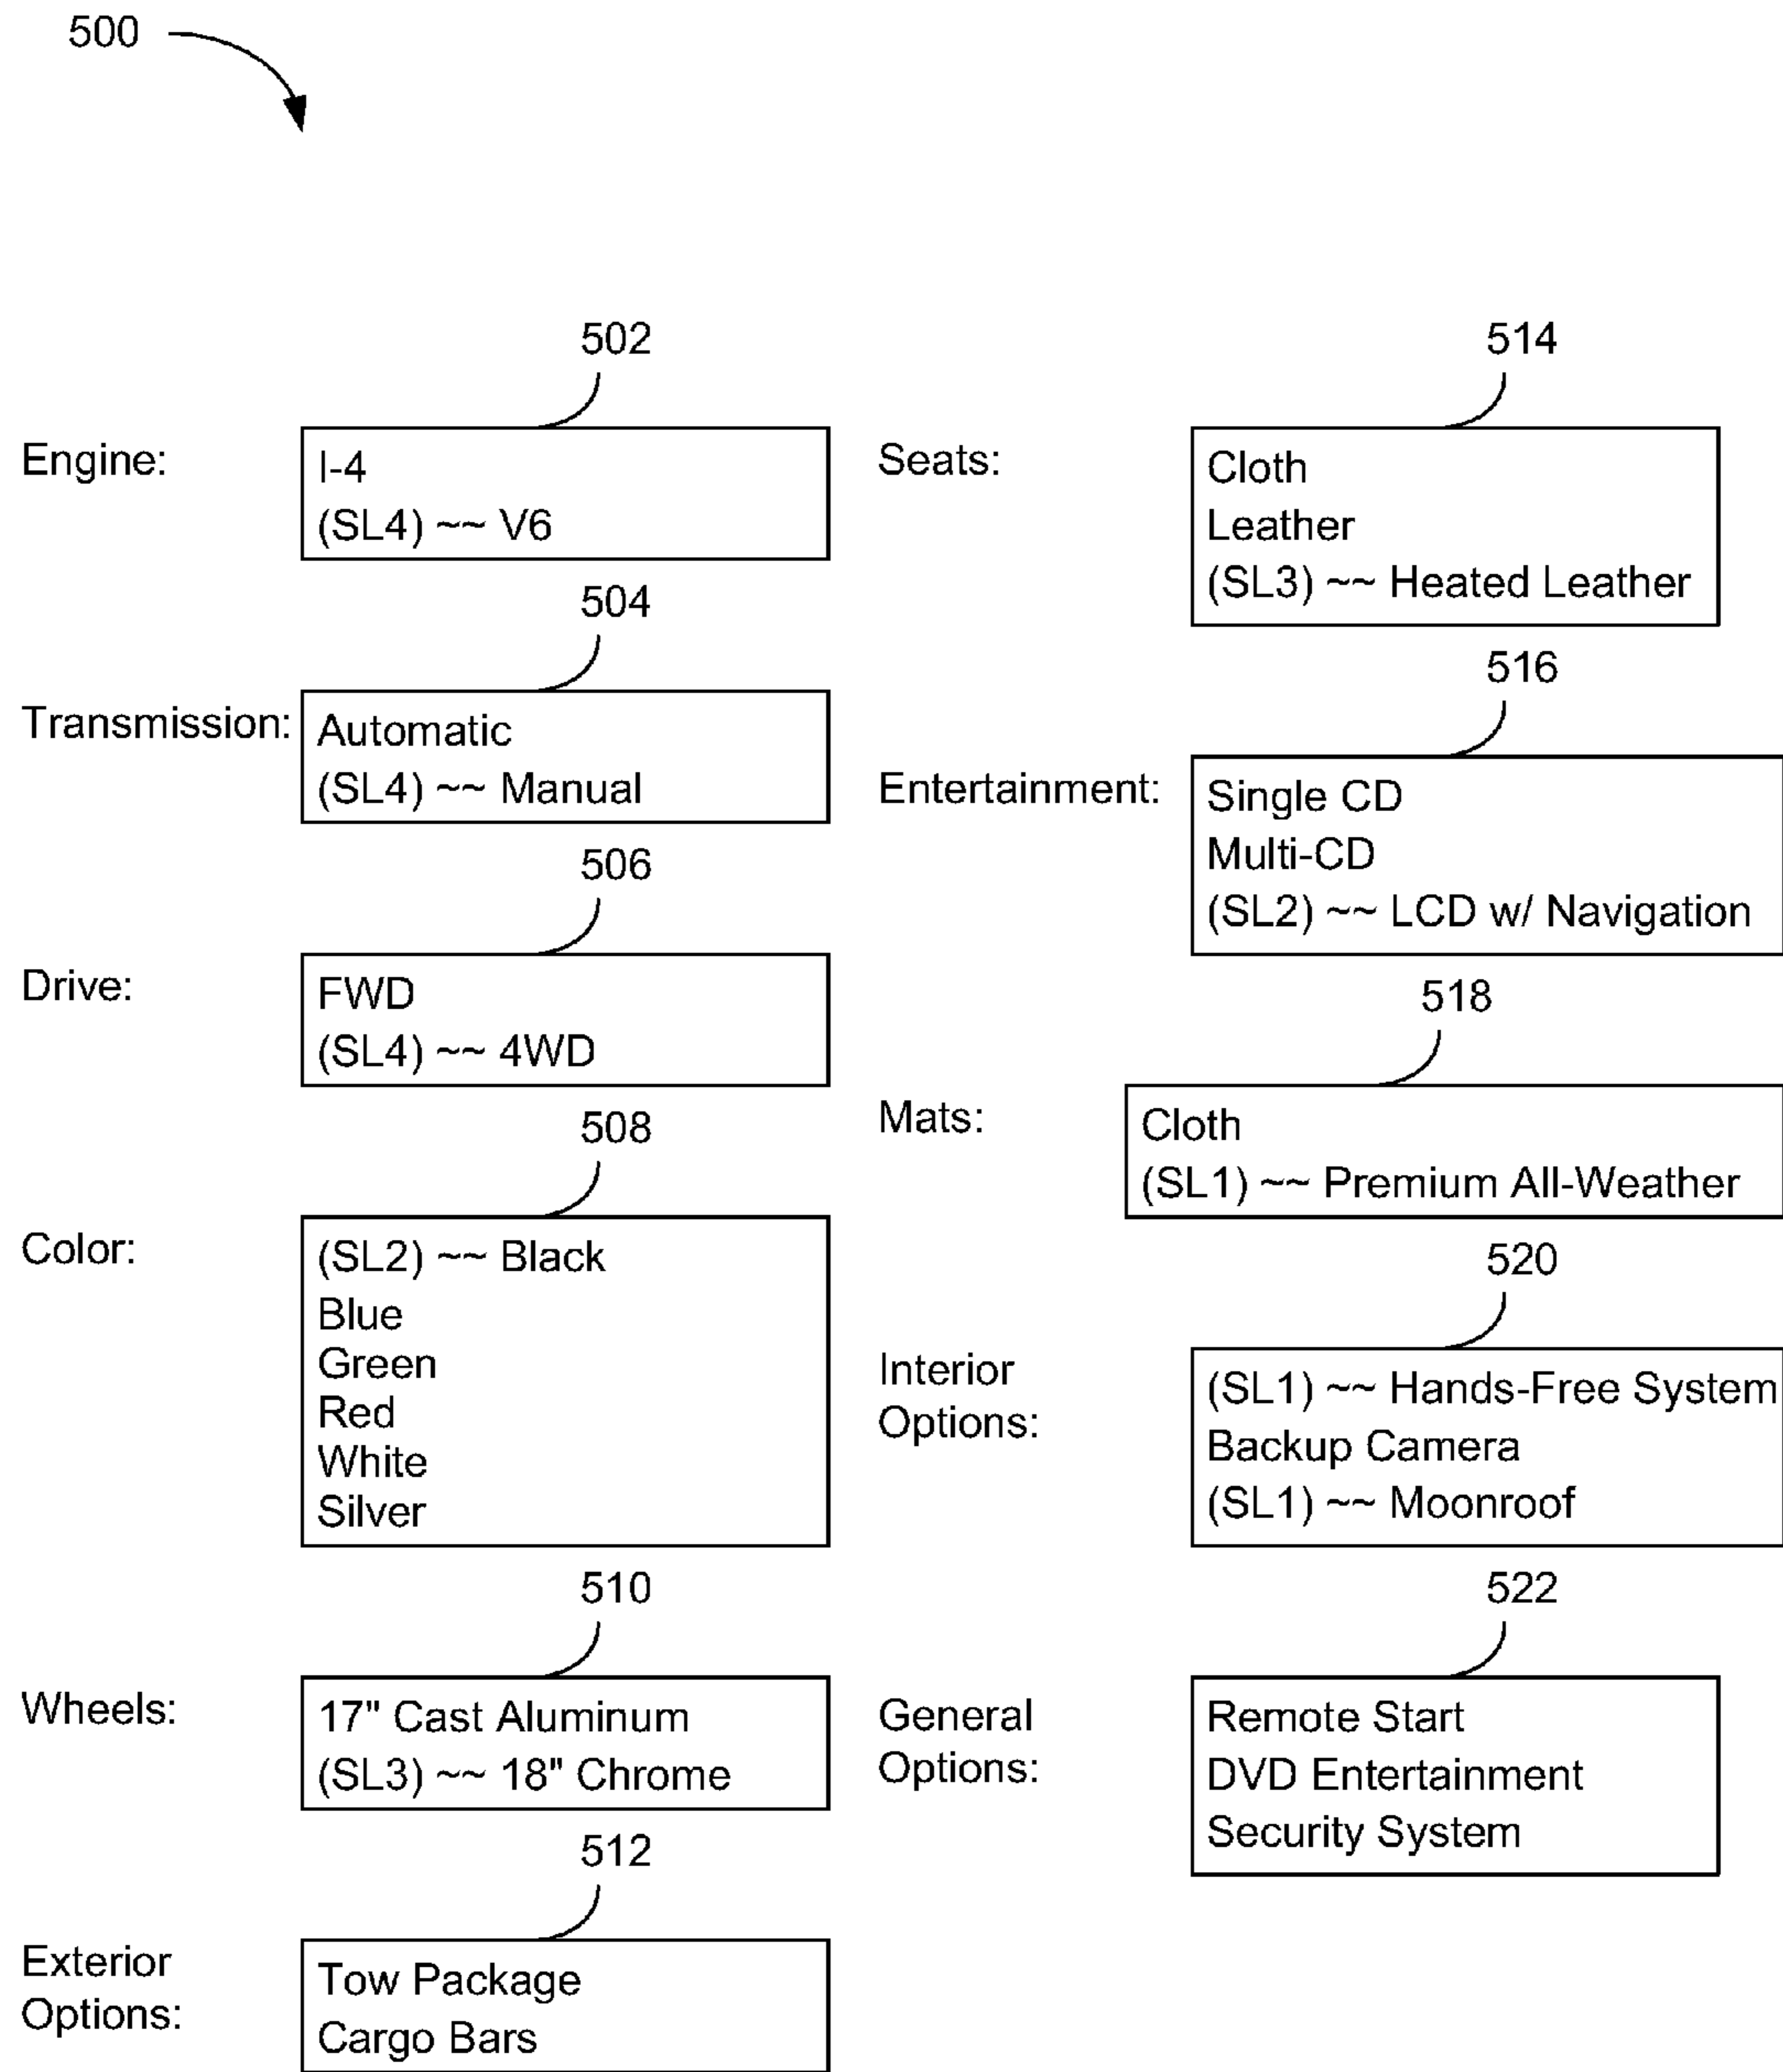 500
502
Engine:
I-4
(SL4) ~~ V6
504
Transmission:
Automatic
(SL4) ~~ Manual
506
Drive:
FWD
(SL4) ~~ 4WD
508
Color:
(SL2) ~~ Black
Blue
Green
Red
White
Silver
510
Wheels:
17" Cast Aluminum
(SL3) ~~ 18" Chrome
512
Exterior
Options:
Tow Package
Cargo Bars
514
Seats:
Cloth
Leather
(SL3) ~~ Heated Leather
516
Entertainment:
Single CD
Multi-CD
(SL2) ~~ LCD w/ Navigation
518
Mats:
Cloth
(SL1) ~~ Premium All-Weather
520
Interior
Options:
(SL1) ~~ Hands-Free System
Backup Camera
(SL1) ~~ Moonroof
522
General
Options:
Remote Start
DVD Entertainment
Security System